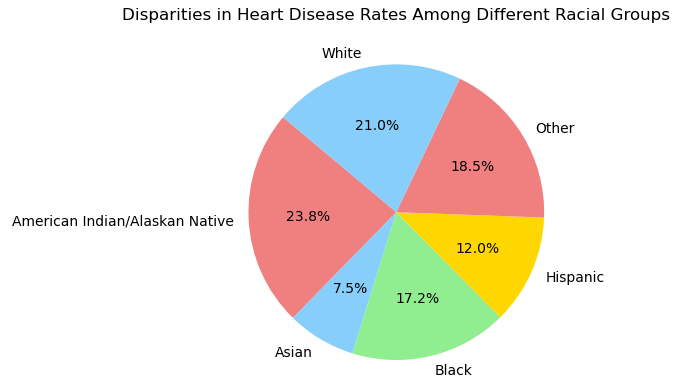 Disparities in Heart Disease Rates Among Different Racial Groups
White
21.0%
Other
18.5%
American Indian/Alaskan Native
23.8%
12.0%
Hispanic
7.5%
17.2%
Asian
Black